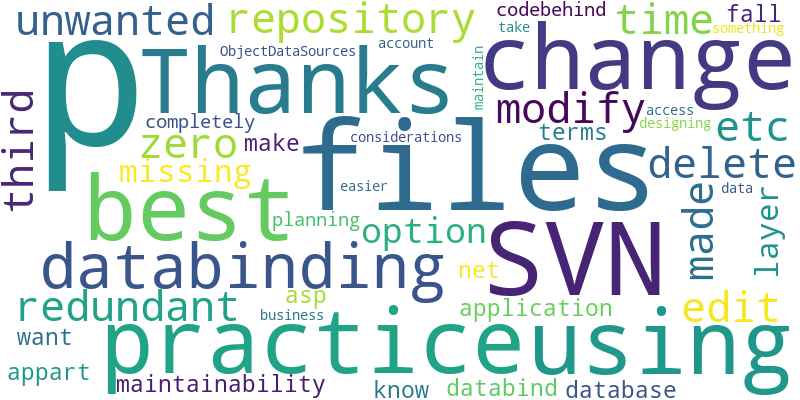 unwanted repository codebehind time fall
take something
p Thanks ObjectDataSources account change
maintain
third completely zero make considerations modify access designing terms etc
missing files delete
easier data
best planning option made layer
databinding SVN net
redundant asp application edit
want business practiceusing
appart maintainability know databind database